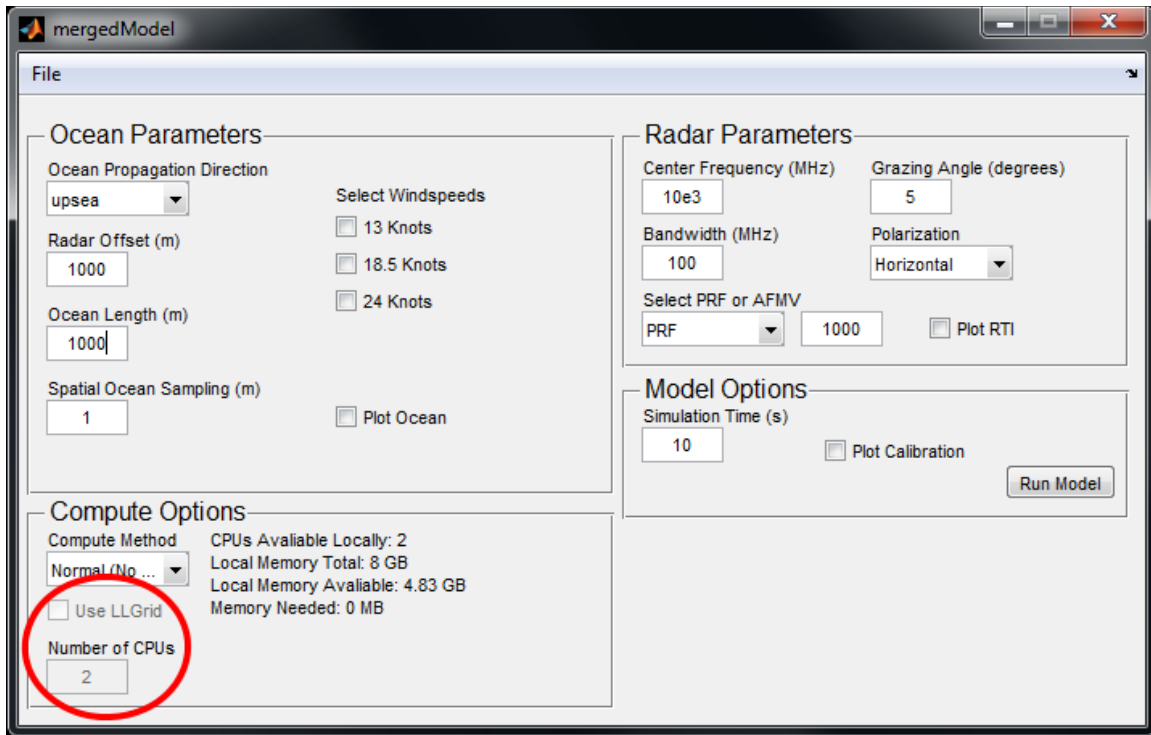 mergedModel
File
Ocean Parameters
Ocean Propagation Direction
upsea
Radar Offset (m)
1000
Ocean Length (m)
1000
Spatial Ocean Sampling (m)
1
Select Windspeeds
13 Knots
18.5 Knots
24 Knots
Plot Ocean
Radar Parameters
Center Frequency (MHz)
10e3
Grazing Angle (degrees)
5
Bandwidth (MHz)
100
Polarization
Horizontal
Select PRF or AFMV
PRF
1000
Plot RTI
Model Options
Simulation Time (s)
10
Plot Calibration
Run Model
Compute Options
Compute Method
Normal (No ...
Use LLGrid
Number of CPUs
2
CPUs Avaliable Locally: 2
Local Memory Total: 8 GB
Local Memory Avaliable: 4.83 GB
Memory Needed: 0 MB